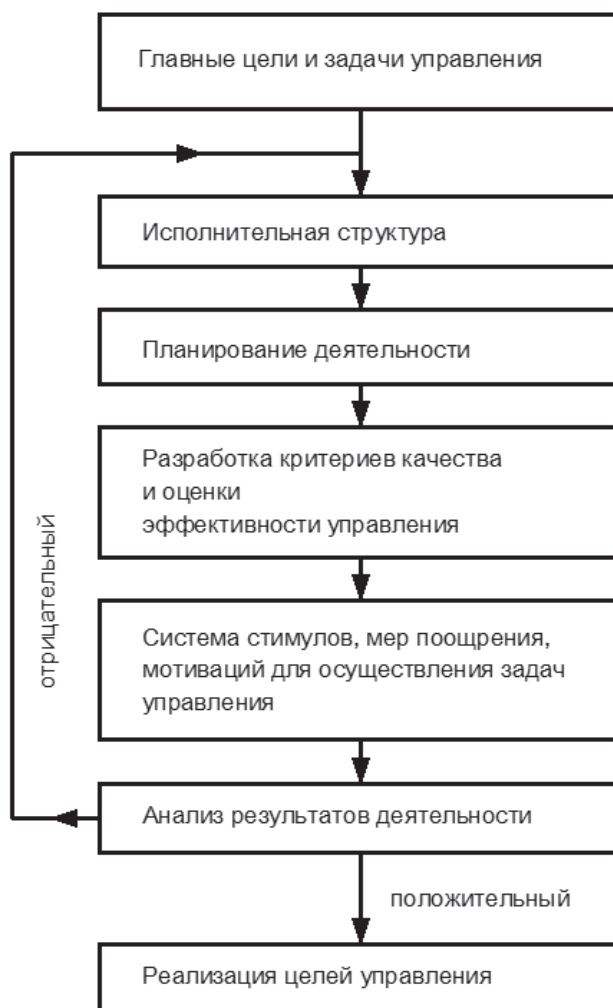 Главные цели и задачи управления
Исполнительная структура
Планирование деятельности
Разработка критериев качества
и оценки
эффективности управления
отрицательный
Система стимулов, мер поощрения,
мотиваций для осуществления задач
управления
Анализ результатов деятельности
положительный
Реализация целей управления